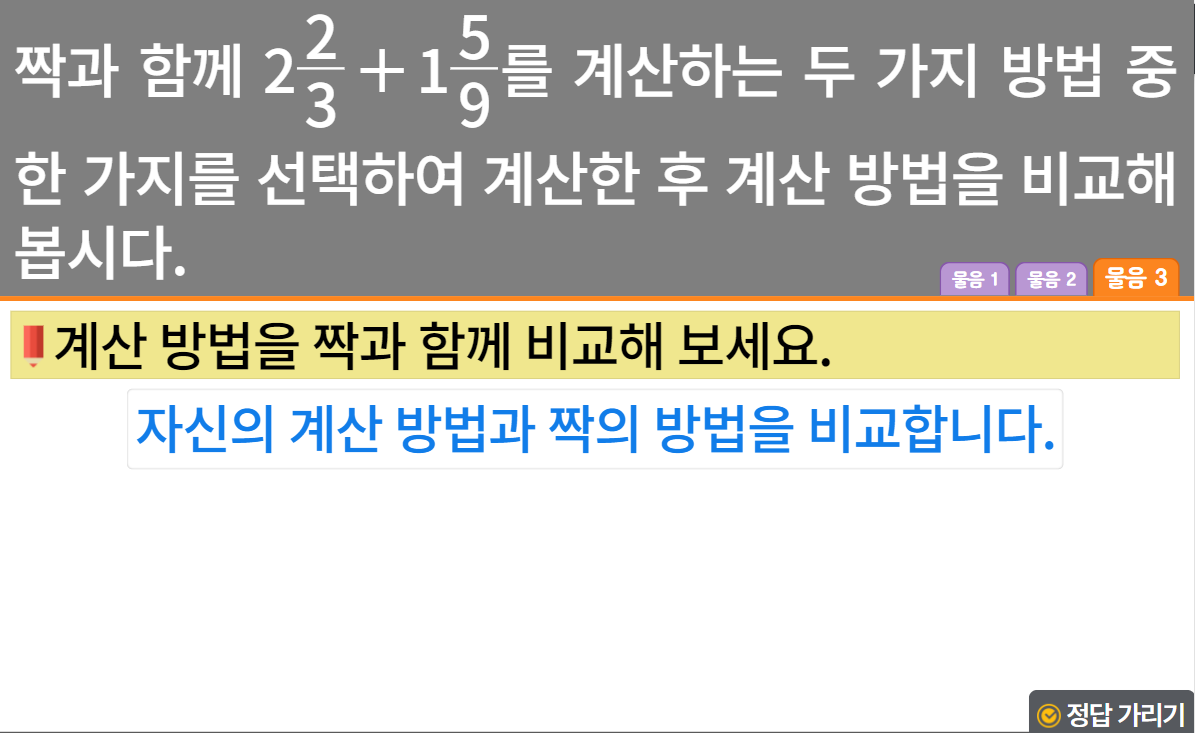 짝과 함께 2 2/3 + 1 5/9를 계산하는 두 가지 방법 중
한 가지를 선택하여 계산한 후 계산 방법을 비교해
봅시다.
물음 1 물음 2 물음 3
계산 방법을 짝과 함께 비교해 보세요.
자신의 계산 방법과 짝의 방법을 비교합니다.
정답 가리기